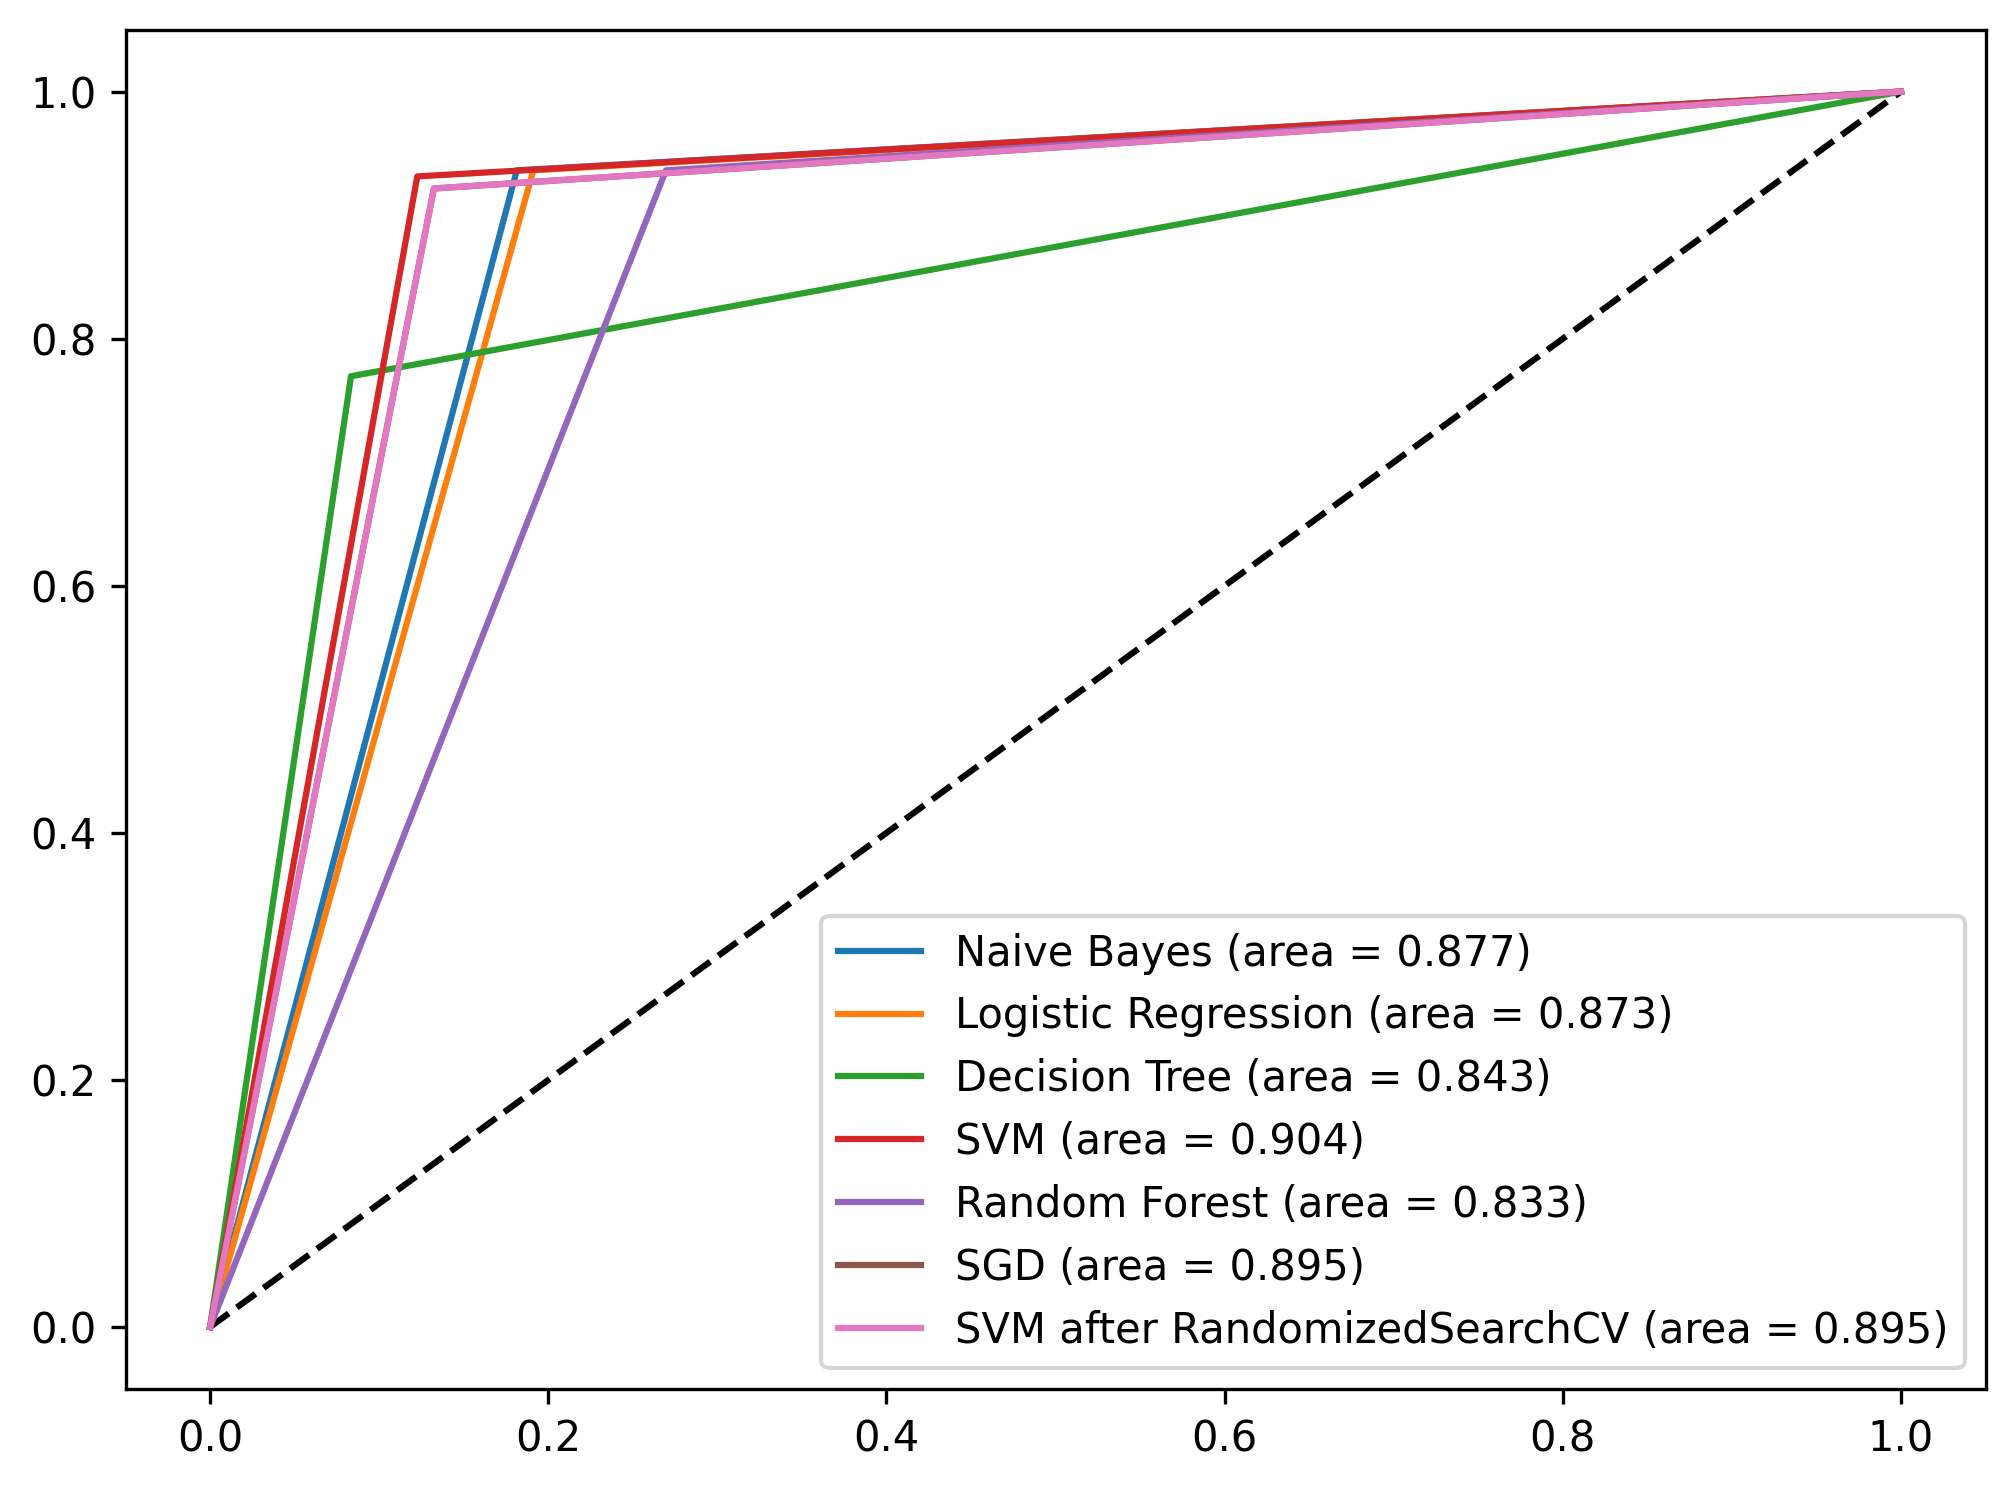 1.0
0.8
0.6
0.4
0.2
0.0
Naive Bayes (area = 0.877)
Logistic Regression (area = 0.873)
Decision Tree (area = 0.843)
SVM (area = 0.904)
Random Forest (area = 0.833)
SGD (area = 0.895)
SVM after RandomizedSearchCV (area = 0.895)
0.0 0.2 0.4 0.6 0.8 1.0